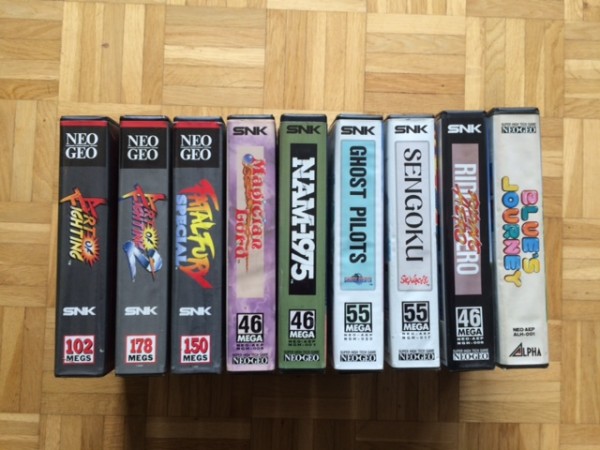 NEO
GEO
ART OF
FIGHTING
SNK
102
MEGS
NEO
GEO
ART OF
FIGHTING
2
SNK
178
MEGS
NEO
GEO
FATAL FURY
SPECIAL
SNK
150
MEGS
SNK
Magician
Lord
46
MEGA
NEO•GEO
SNK
NAM-1975
46
MEGA
NEO•GEO
SNK
GHOST PILOTS
55
MEGA
NEO•GEO
SNK
SENGOKU
55
MEGA
NEO•GEO
SNK
46
MEGA
NEO•GEO
NEO•GEO
BLUE'S
JOURNEY
NEO-AEP
ALPHA